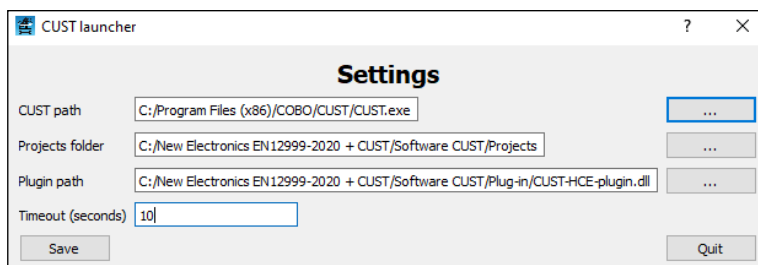 CUST launcher ? ×
Settings
CUST path C:/Program Files (x86)/COBO/CUST/CUST.exe ...
Projects folder C:/New Electronics EN12999-2020 + CUST/Software CUST/Projects ...
Plugin path C:/New Electronics EN12999-2020 + CUST/Software CUST/Plug-in/CUST-HCE-plugin.dll ...
Timeout (seconds) 10
Save Quit